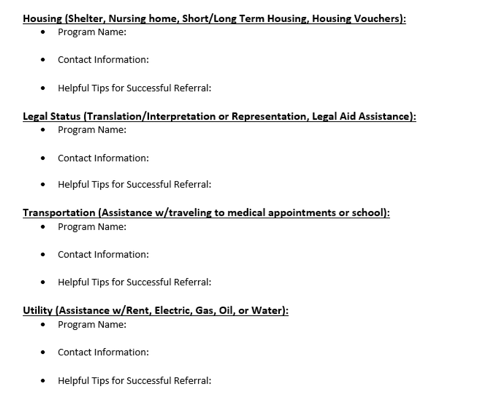 Housing (Shelter, Nursing home, Short/Long Term Housing, Housing Vouchers):
• Program Name:
• Contact Information:
• Helpful Tips for Successful Referral:
Legal Status (Translation/Interpretation or Representation, Legal Aid Assistance):
• Program Name:
• Contact Information:
• Helpful Tips for Successful Referral:
Transportation (Assistance w/traveling to medical appointments or school):
• Program Name:
• Contact Information:
• Helpful Tips for Successful Referral:
Utility (Assistance w/Rent, Electric, Gas, Oil, or Water):
• Program Name:
• Contact Information:
• Helpful Tips for Successful Referral: